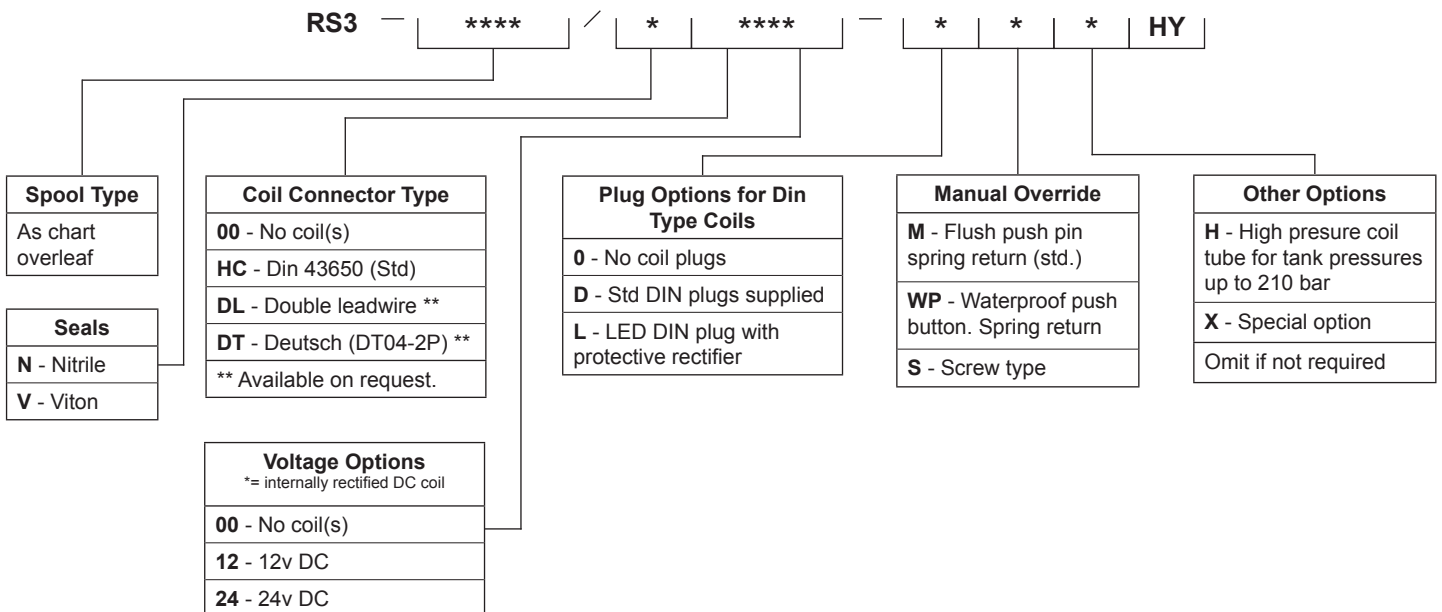 RS3 — **** / * **** — * * * HY
Spool Type
As chart
overleaf
Seals
N - Nitrile
V - Viton
Coil Connector Type
00 - No coil(s)
HC - Din 43650 (Std)
DL - Double leadwire **
DT - Deutsch (DT04-2P) **
** Available on request.
Voltage Options
*= internally rectified DC coil
00 - No coil(s)
12 - 12v DC
24 - 24v DC
Plug Options for Din
Type Coils
0 - No coil plugs
D - Std DIN plugs supplied
L - LED DIN plug with
protective rectifier
Manual Override
M - Flush push pin
spring return (std.)
WP - Waterproof push
button. Spring return
S - Screw type
Other Options
H - High presure coil
tube for tank pressures
up to 210 bar
X - Special option
Omit if not required